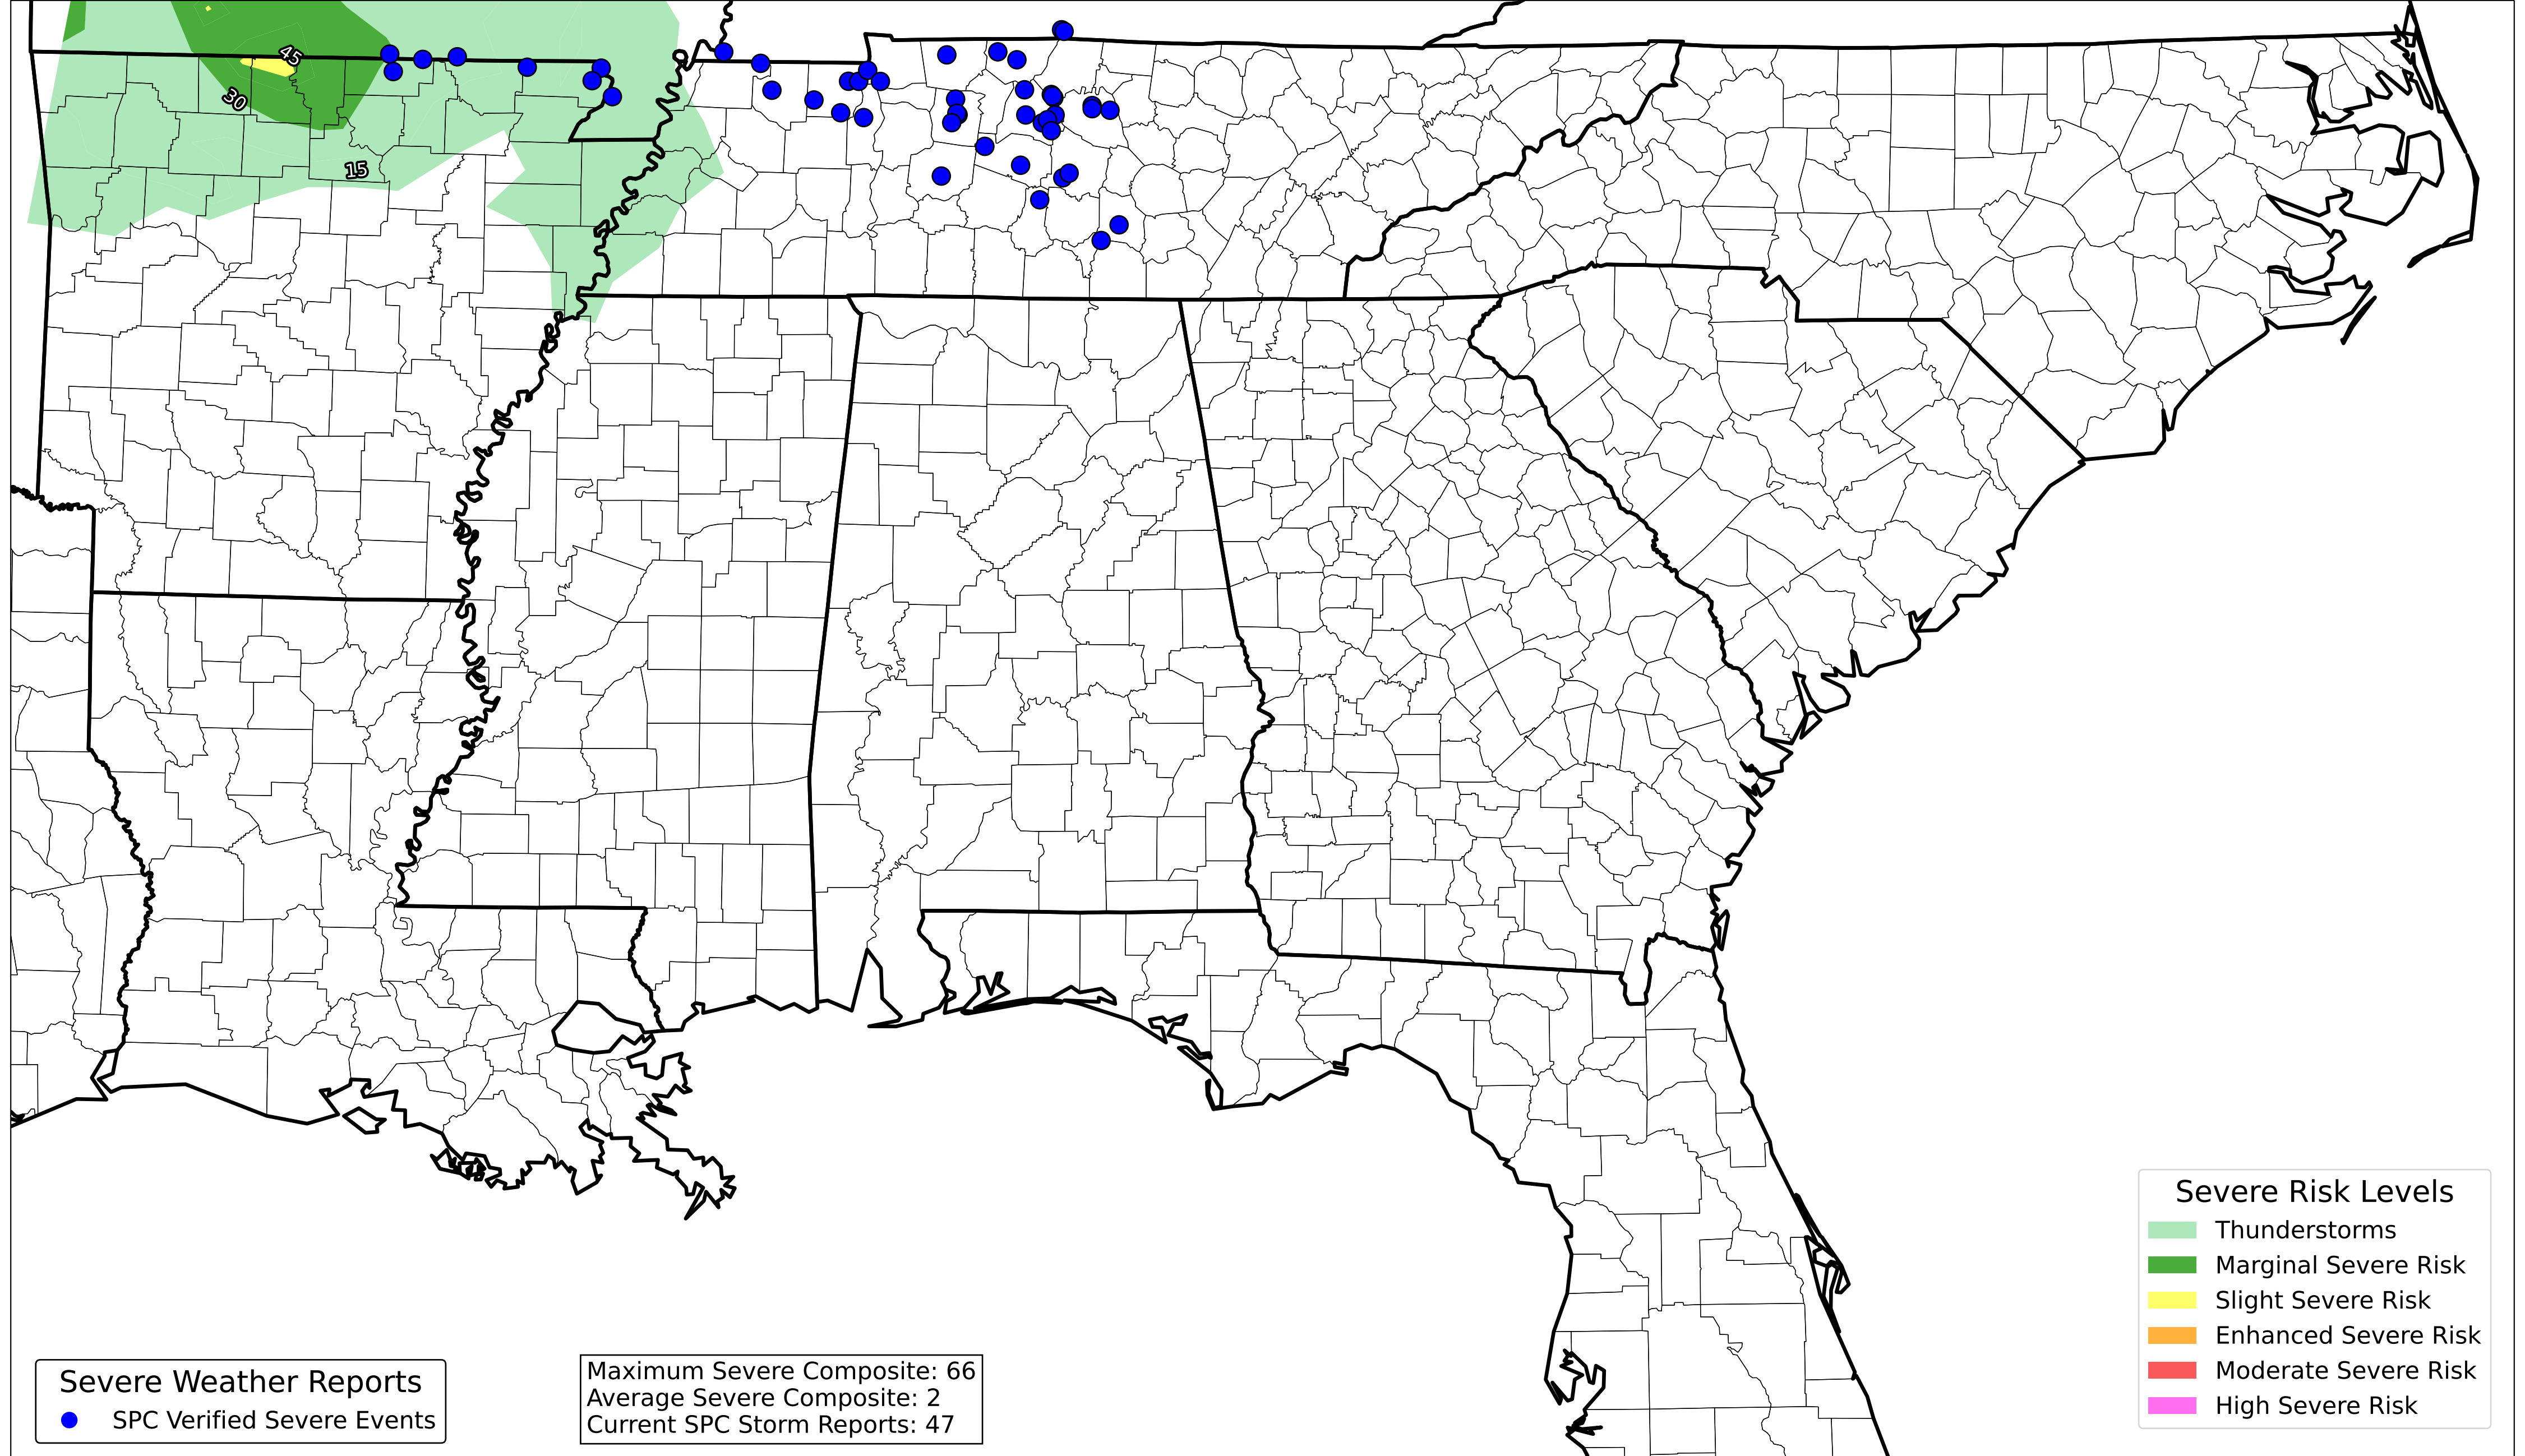 45
30
15
Severe Risk Levels
Thunderstorms
Marginal Severe Risk
Slight Severe Risk
Enhanced Severe Risk
Moderate Severe Risk
High Severe Risk
Severe Weather Reports
SPC Verified Severe Events
Maximum Severe Composite: 66
Average Severe Composite: 2
Current SPC Storm Reports: 47